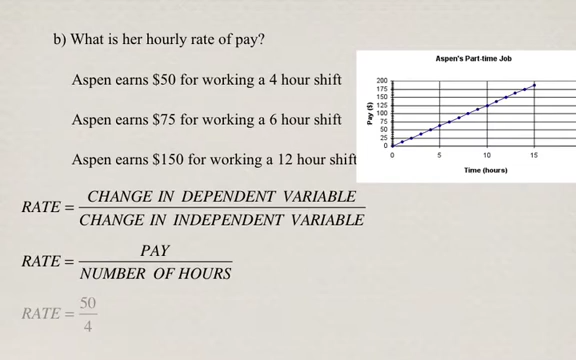 b) What is her hourly rate of pay?
Aspen earns $50 for working a 4 hour shift
Aspen earns $75 for working a 6 hour shift
Aspen earns $150 for working a 12 hour shift
Aspen's Part-time Job
Pay ($)
200
175
150
125
100
75
50
25
0
0 5 10 15
Time (hours)
RATE = CHANGE IN DEPENDENT VARIABLE
CHANGE IN INDEPENDENT VARIABLE
RATE = PAY
NUMBER OF HOURS
RATE = 50
4